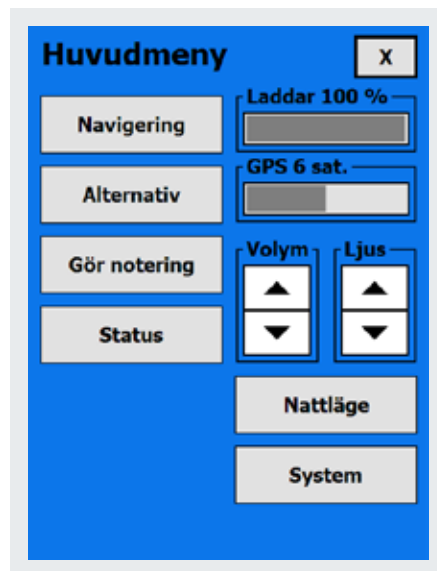 Huvudmeny
X
Navigering
Alternativ
Gör notering
Status
Laddar 100 %
GPS 6 sat.
Volym
Ljus
Nattläge
System